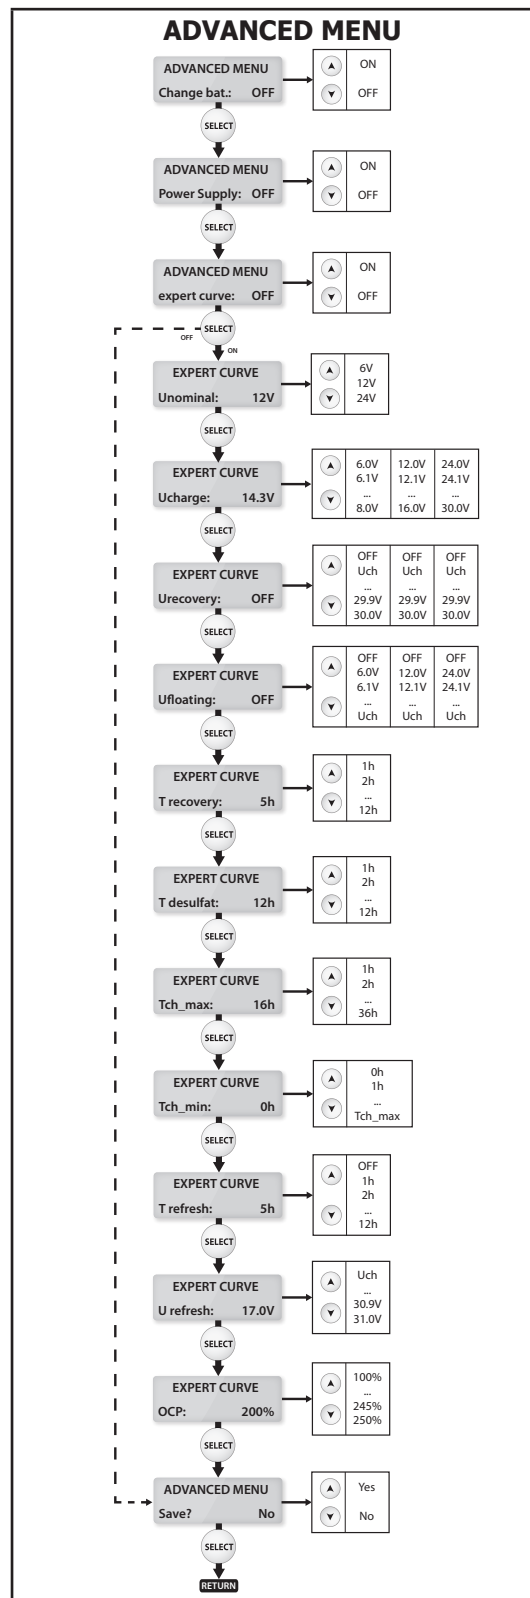 ADVANCED MENU
ADVANCED MENU
Change bat.: OFF
ON
OFF
SELECT
ADVANCED MENU
Power Supply: OFF
ON
OFF
SELECT
ADVANCED MENU
expert curve: OFF
ON
OFF
OFF
SELECT
ON
EXPERT CURVE
Unominal: 12V
6V
12V
24V
SELECT
EXPERT CURVE
Ucharge: 14.3V
6.0V 12.0V 24.0V
6.1V 12.1V 24.1V
... ... ...
8.0V 16.0V 30.0V
SELECT
EXPERT CURVE
Urecovery: OFF
OFF OFF OFF
Uch Uch Uch
... ... ...
29.9V 29.9V 29.9V
30.0V 30.0V 30.0V
SELECT
EXPERT CURVE
Ufloating: OFF
OFF OFF OFF
6.0V 12.0V 24.0V
6.1V 12.1V 24.1V
... ... ...
Uch Uch Uch
SELECT
EXPERT CURVE
T recovery: 5h
1h
2h
...
12h
SELECT
EXPERT CURVE
T desulfat: 12h
1h
2h
...
12h
SELECT
EXPERT CURVE
Tch_max: 16h
1h
2h
...
36h
SELECT
EXPERT CURVE
Tch_min: 0h
0h
1h
...
Tch_max
SELECT
EXPERT CURVE
T refresh: 5h
OFF
1h
2h
...
12h
SELECT
EXPERT CURVE
U refresh: 17.0V
Uch
...
30.9V
31.0V
SELECT
EXPERT CURVE
OCP: 200%
100%
...
245%
250%
SELECT
ADVANCED MENU
Save? No
Yes
No
SELECT
RETURN